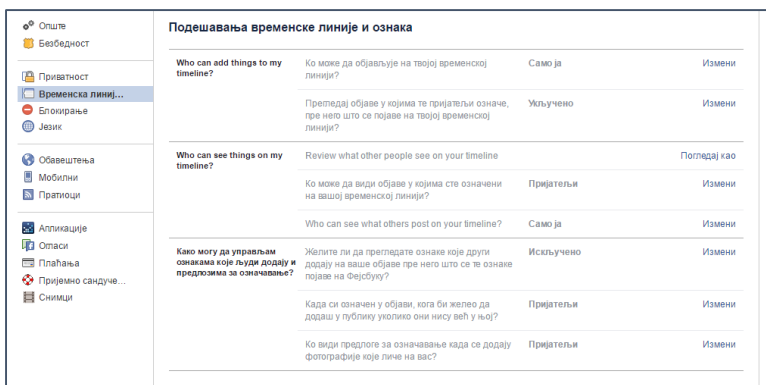 Опште
Безбедност
Приватност
Временска линиј...
Блокирање
Језик
Обавештења
Мобилни
Пратиоци
Апликације
Огласи
Плаћања
Пријемно сандуче...
Снимци
Подешавања временске линије и ознака
Who can add things to my
timeline?
Ко може да објављује на твојој временској
линији?
Само ја
Измени
Прегледај објаве у којима те пријатељи означе,
пре него што се појаве на твојој временској
линији?
Укључено
Измени
Who can see things on my
timeline?
Review what other people see on your timeline
Погледај као
Ко може да види објаве у којима сте означени
на вашој временској линији?
Пријатељи
Измени
Who can see what others post on your timeline?
Само ја
Измени
Како могу да управљам
ознакама које људи додају и
предлозима за означавање?
Желите ли да прегледате ознаке које други
додају на ваше објаве пре него што се те ознаке
појаве на Фејсбуку?
Искључено
Измени
Када си означен у објави, кога би желео да
додаш у публику уколико они нису већ у њој?
Пријатељи
Измени
Ко види предлоге за означавање када се додају
фотографије које личе на вас?
Пријатељи
Измени